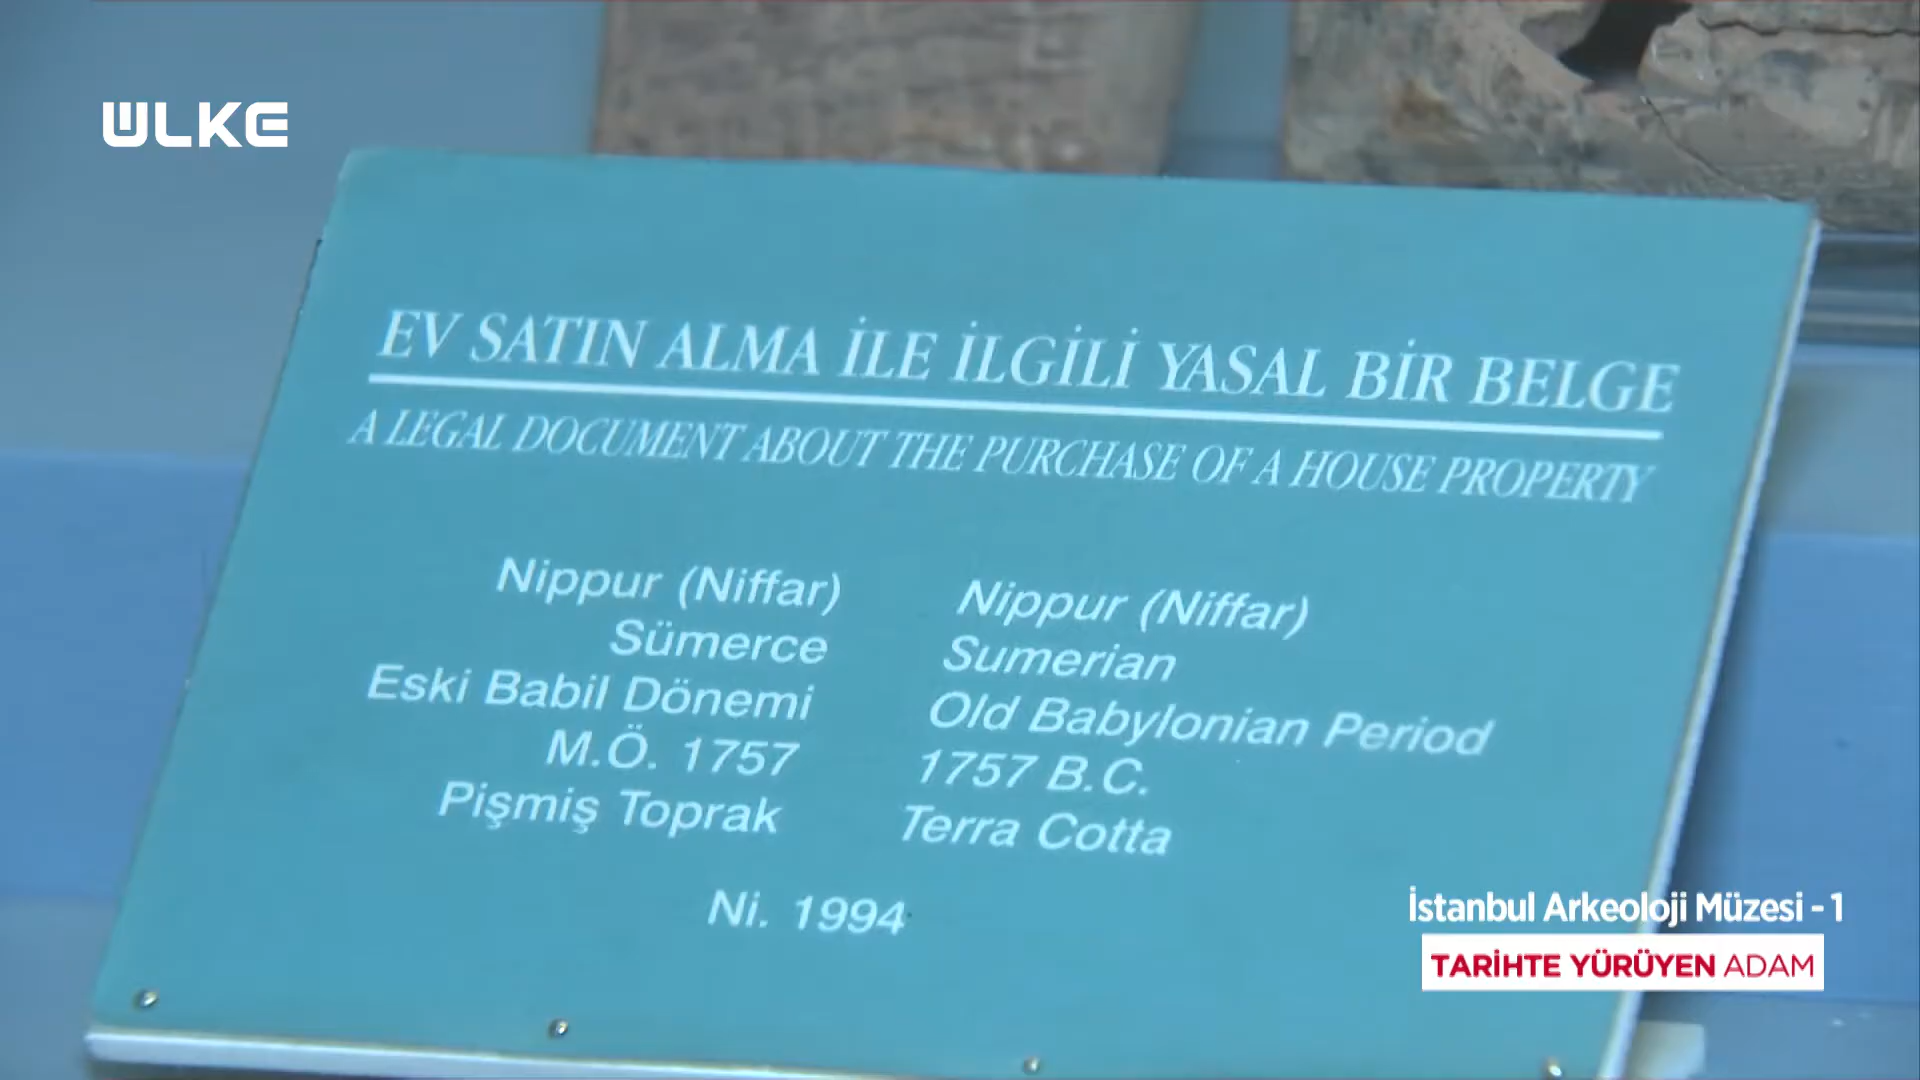 ÜLKE
EV SATIN ALMA İLE İLGİLİ YASAL BİR BELGE
A LEGAL DOCUMENT ABOUT THE PURCHASE OF A HOUSE PROPERTY
Nippur (Niffar)
Sümerce
Eski Babil Dönemi
M.Ö. 1757
Pişmiş Toprak
Nippur (Niffar)
Sumerian
Old Babylonian Period
1757 B.C.
Terra Cotta
Ni. 1994
İstanbul Arkeoloji Müzesi - 1
TARİHTE YÜRÜYEN ADAM